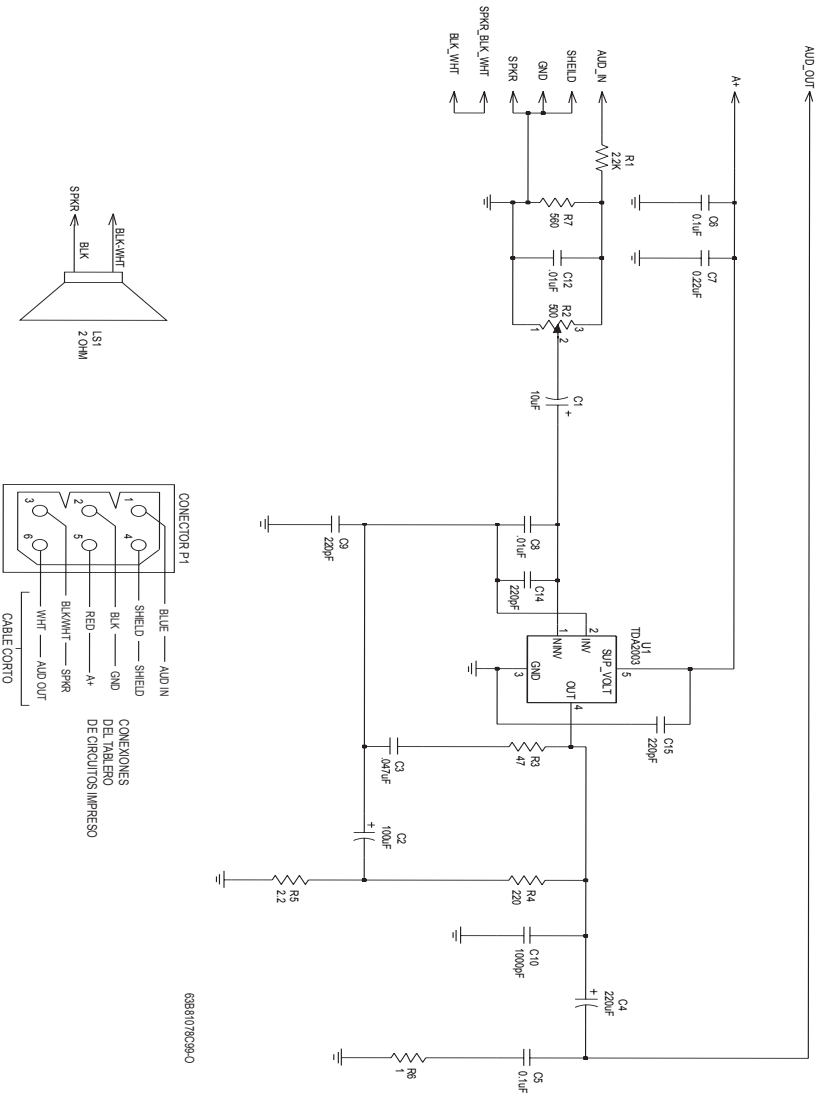 AUD_OUT
A+
C6
0.1uF
C7
0.22uF
AUD_IN
SHEILD
GND
SPKR
SPKR_BLK_WHT
BLK_WHT
R1
2.2K
R7
560
C12
.01uF
R2
500
1
2
3
C1
10uF
+
C8
.01uF
C14
220pF
C9
220pF
U1
TDA2003
SUP_VOLT
5
2
INV
1
NINV
GND
3
OUT
4
C15
220pF
C3
.047uF
R3
47
C2
100uF
+
R4
220
R5
2.2
C10
1000pF
C4
220uF
+
C5
0.1uF
R6
1
SPKR
BLK-WHT
BLK
LS1
2 OHM
CONECTOR P1
1
2
3
4
5
6
BLUE AUD IN
SHIELD SHIELD
BLK GND
RED A+
BLK/WHT SPKR
WHT AUD OUT
CABLE CORTO
CONEXIONES
DEL TABLERO
DE CIRCUITOS IMPRESO
63B81078C99-O